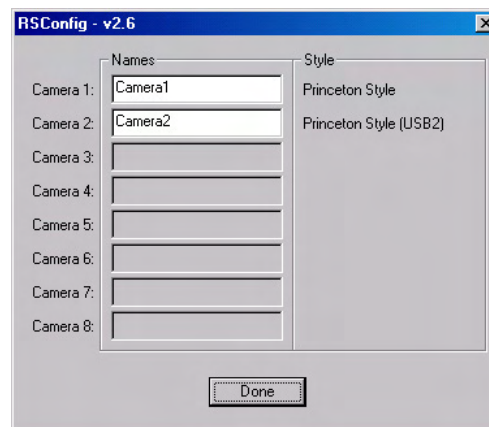 RSConfig - v2.6
Names Style
Camera 1: Camera1 Princeton Style
Camera 2: Camera2 Princeton Style (USB2)
Camera 3:
Camera 4:
Camera 5:
Camera 6:
Camera 7:
Camera 8:
Done